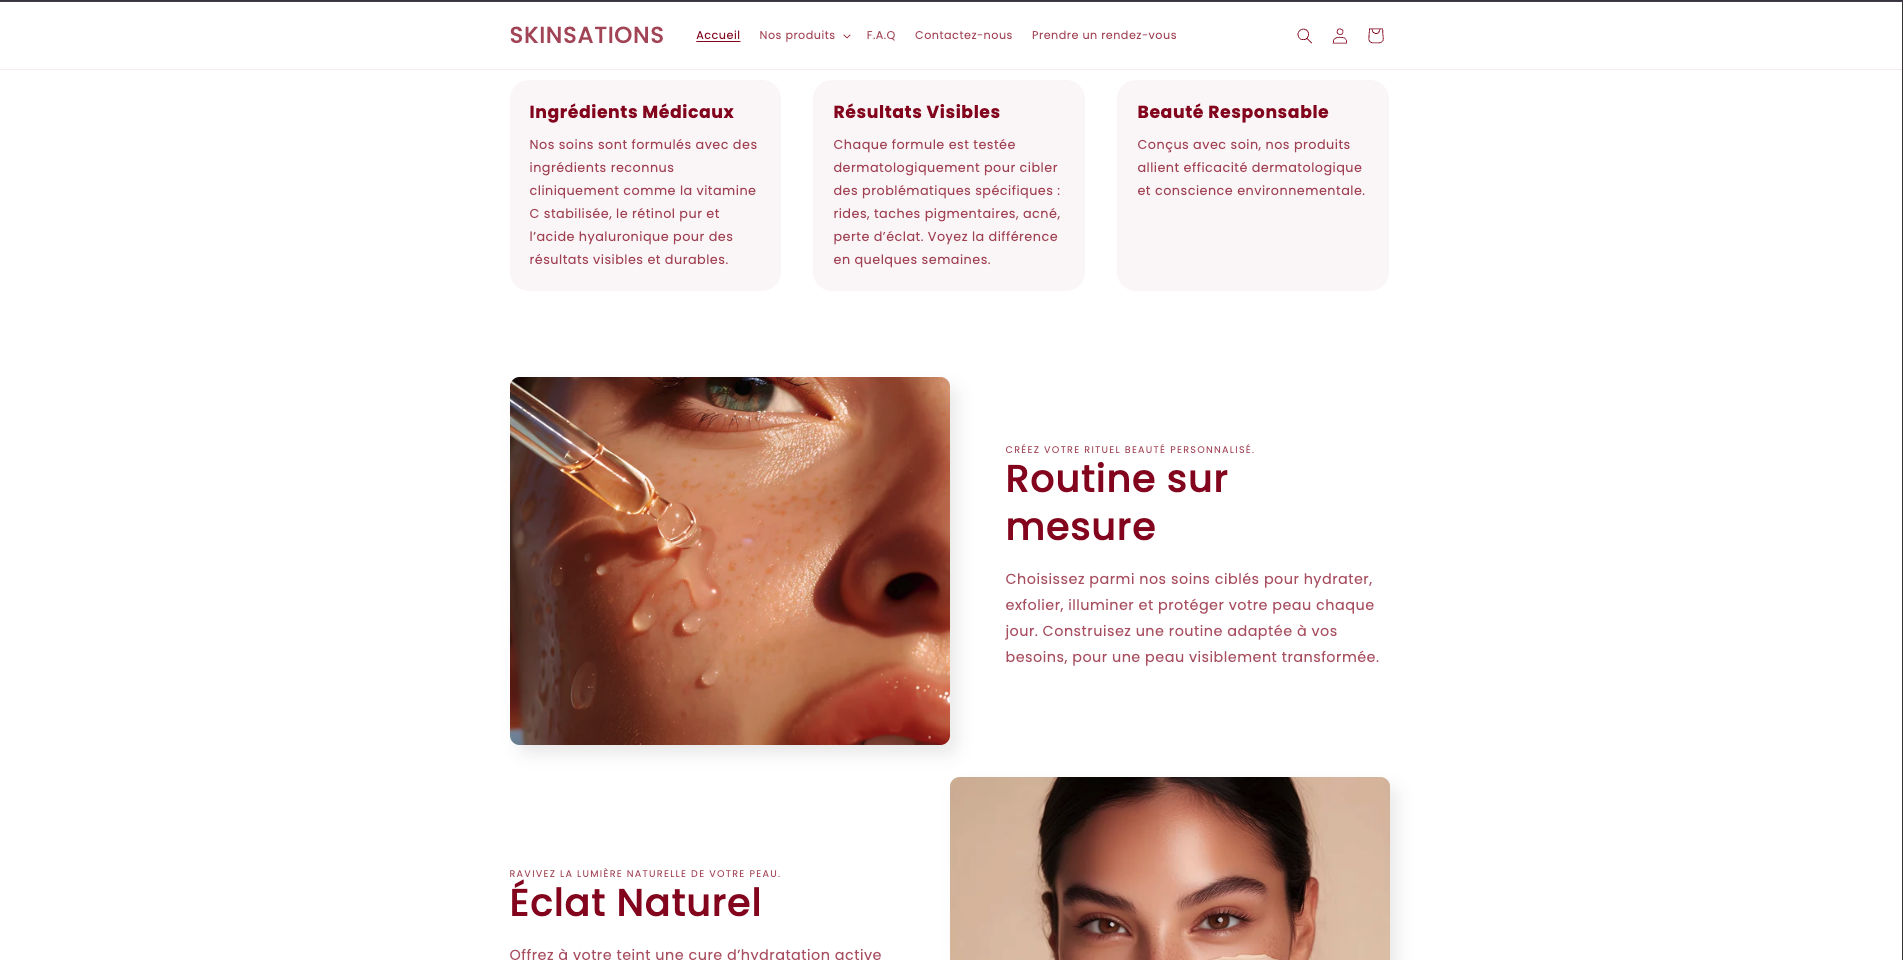 SKINSATIONS
Accueil
Nos produits
F.A.Q
Contactez-nous
Prendre un rendez-vous
Ingrédients Médicaux
Nos soins sont formulés avec des
ingrédients reconnus
cliniquement comme la vitamine
C stabilisée, le rétinol pur et
l’acide hyaluronique pour des
résultats visibles et durables.
Résultats Visibles
Chaque formule est testée
dermatologiquement pour cibler
des problématiques spécifiques :
rides, taches pigmentaires, acné,
perte d’éclat. Voyez la différence
en quelques semaines.
Beauté Responsable
Conçus avec soin, nos produits
allient efficacité dermatologique
et conscience environnementale.
CRÉEZ VOTRE RITUEL BEAUTÉ PERSONNALISÉ.
Routine sur
mesure
Choisissez parmi nos soins ciblés pour hydrater,
exfolier, illuminer et protéger votre peau chaque
jour. Construisez une routine adaptée à vos
besoins, pour une peau visiblement transformée.
RAVIVEZ LA LUMIÈRE NATURELLE DE VOTRE PEAU.
Éclat Naturel
Offrez à votre teint une cure d’hydratation active